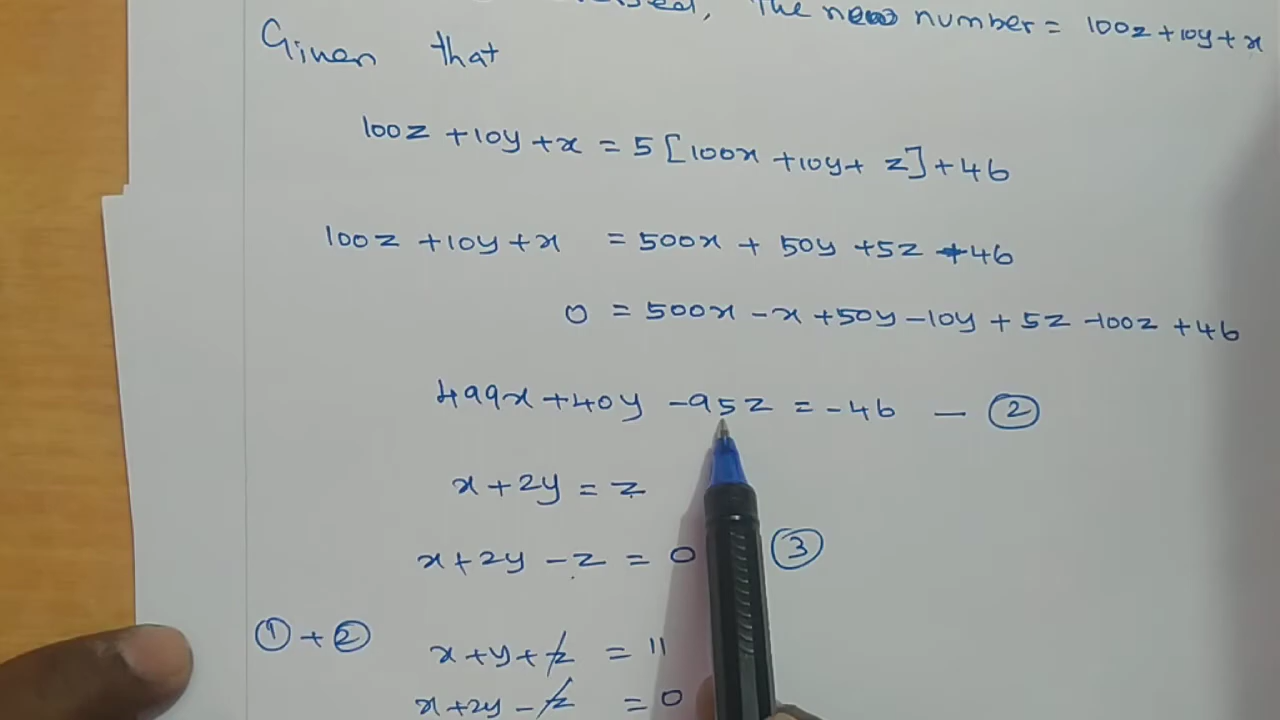 The new number = 100z + 10y + x
Given that
100z + 10y + x = 5 [100x + 10y + z] + 46
100z + 10y + x = 500x + 50y + 5z + 46
0 = 500x - x + 50y - 10y + 5z - 100z + 46
499x + 40y - 95z = -46 — ②
x + 2y = z
x + 2y - z = 0 ③
① + ② x + y + z = 11
x + 2y - z = 0